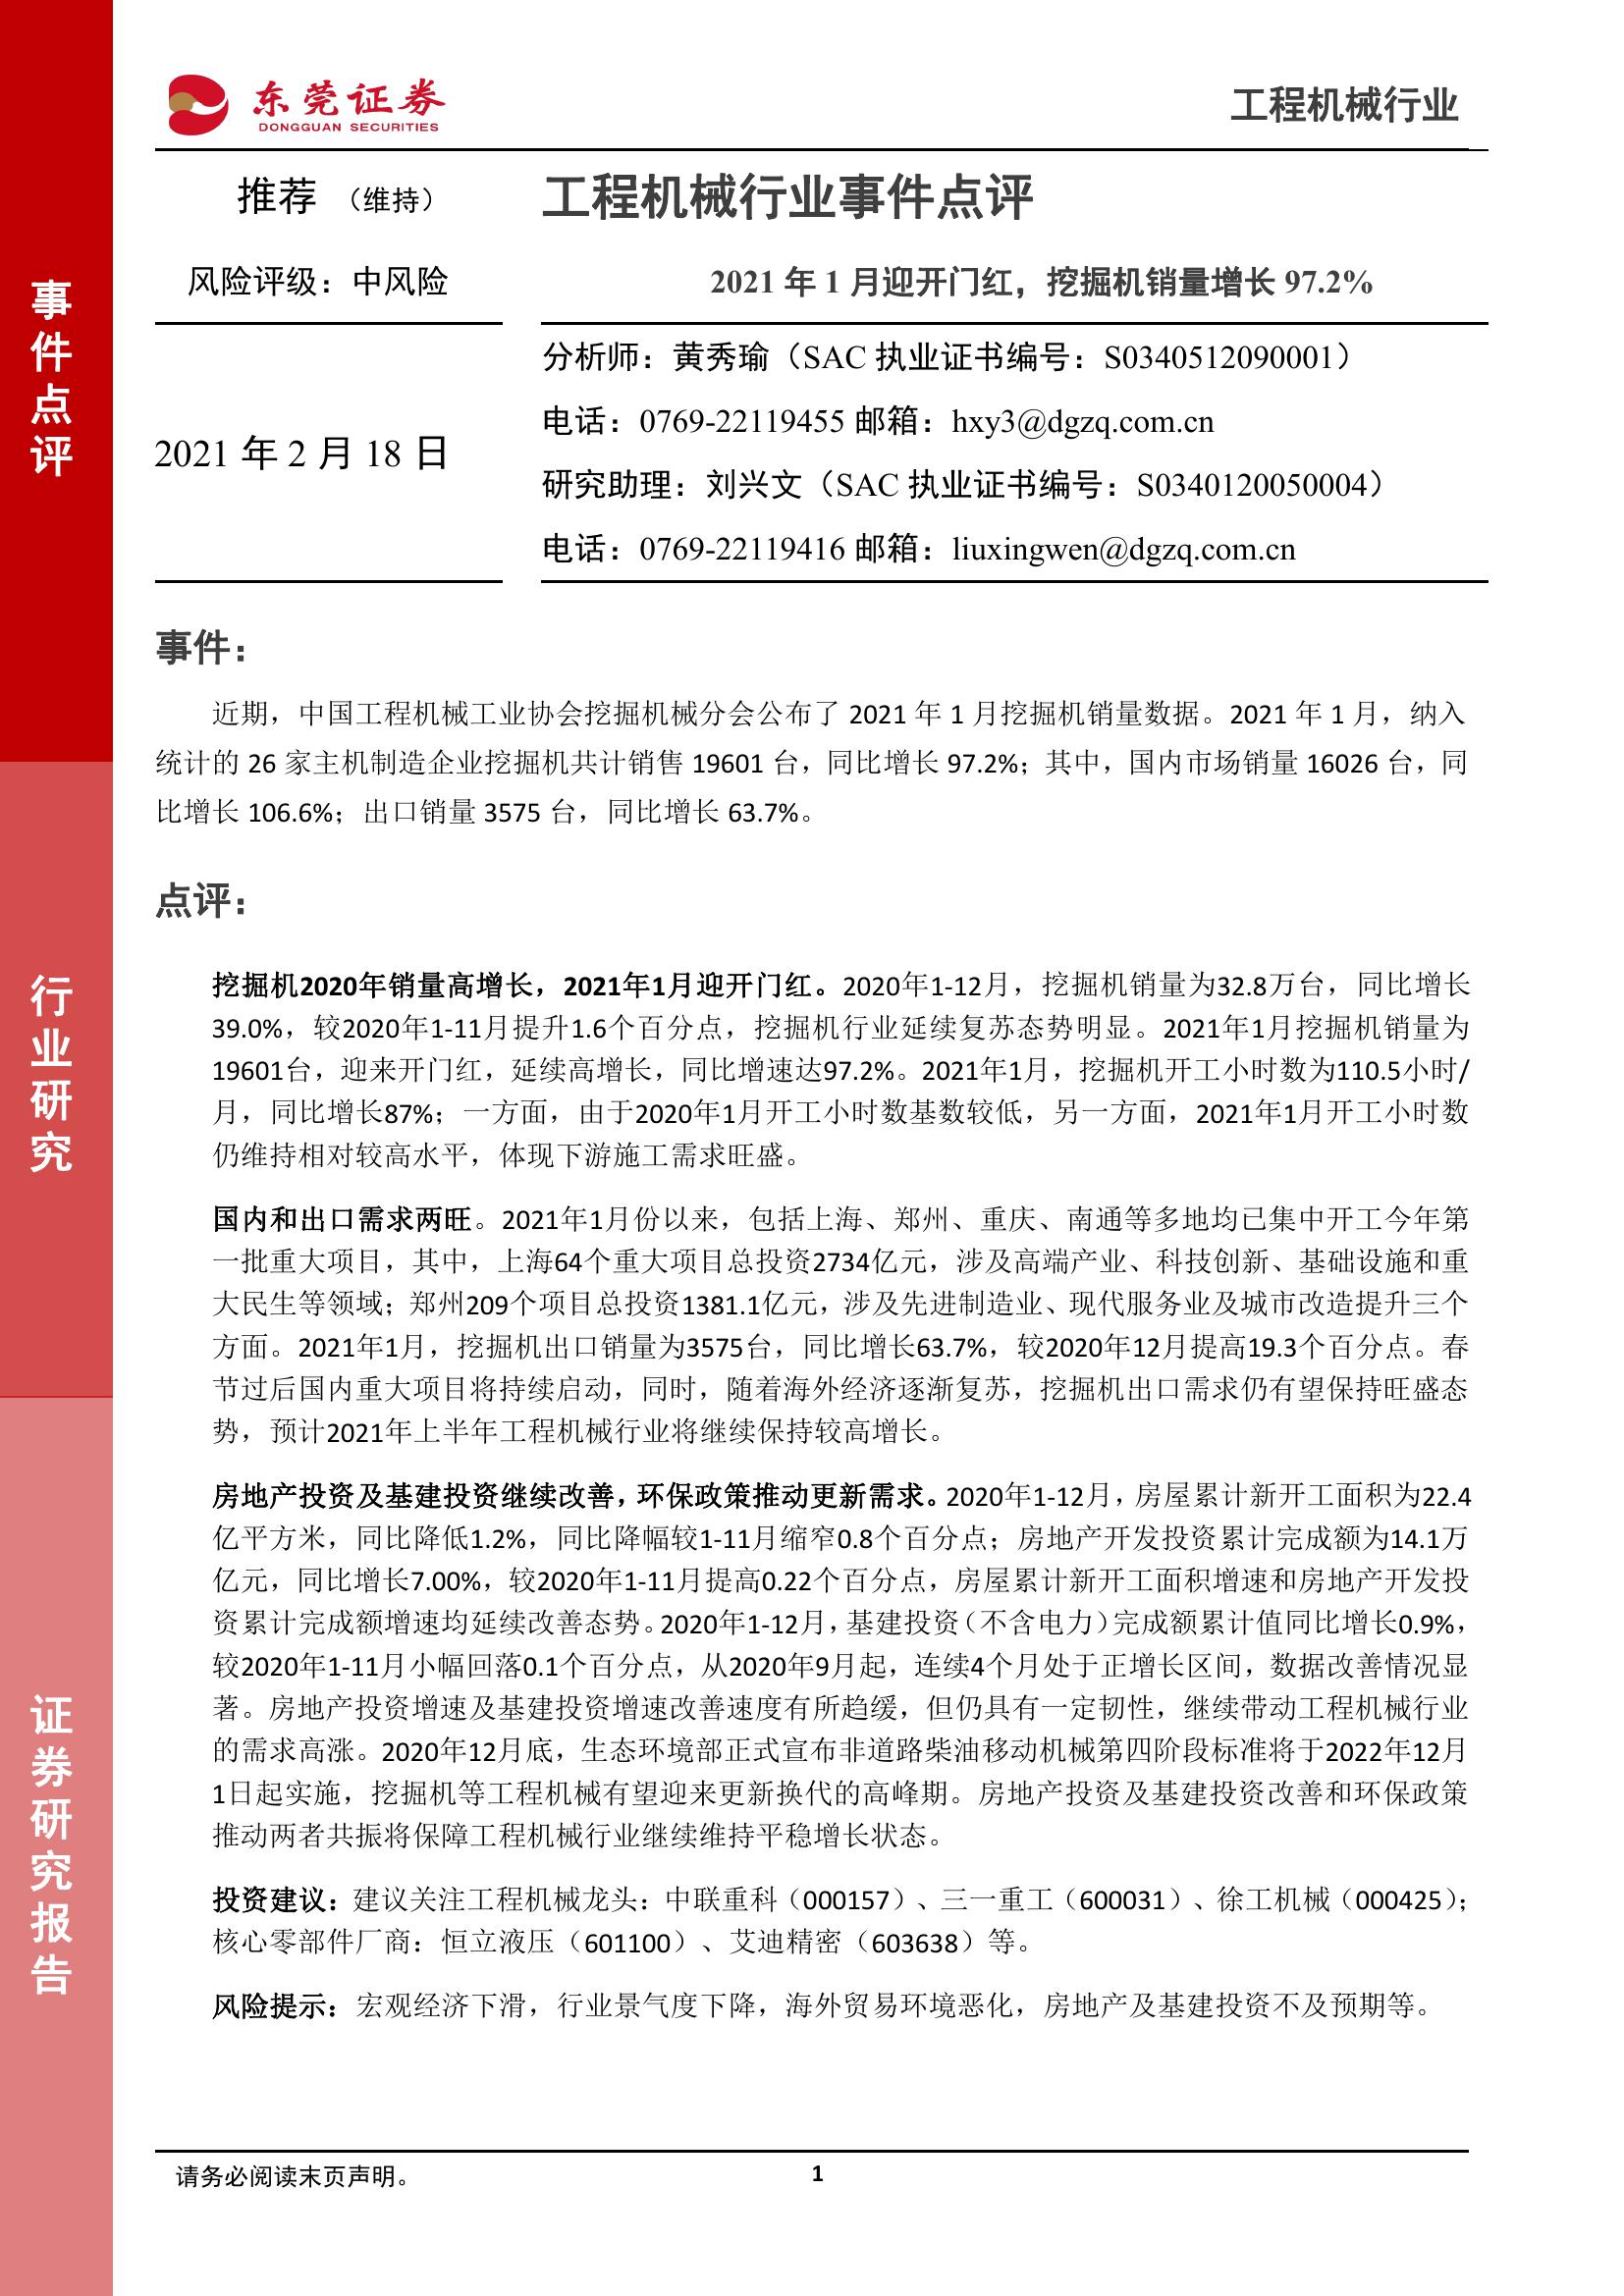 东莞证券
DONGGUAN SECURITIES
工程机械行业
推荐 （维持）
工程机械行业事件点评
风险评级：中风险
2021 年 1 月迎开门红，挖掘机销量增长 97.2%
2021 年 2 月 18 日
分析师：黄秀瑜（SAC 执业证书编号：S0340512090001）
电话：0769-22119455 邮箱：hxy3@dgzq.com.cn
研究助理：刘兴文（SAC 执业证书编号：S0340120050004）
电话：0769-22119416 邮箱：liuxingwen@dgzq.com.cn
事件点评
行业研究
证券研究报告
事件：
近期，中国工程机械工业协会挖掘机械分会公布了 2021 年 1 月挖掘机销量数据。2021 年 1 月，纳入
统计的 26 家主机制造企业挖掘机共计销售 19601 台，同比增长 97.2%；其中，国内市场销量 16026 台，同
比增长 106.6%；出口销量 3575 台，同比增长 63.7%。
点评：
挖掘机2020年销量高增长，2021年1月迎开门红。2020年1-12月，挖掘机销量为32.8万台，同比增长
39.0%，较2020年1-11月提升1.6个百分点，挖掘机行业延续复苏态势明显。2021年1月挖掘机销量为
19601台，迎来开门红，延续高增长，同比增速达97.2%。2021年1月，挖掘机开工小时数为110.5小时/
月，同比增长87%；一方面，由于2020年1月开工小时数基数较低，另一方面，2021年1月开工小时数
仍维持相对较高水平，体现下游施工需求旺盛。
国内和出口需求两旺。2021年1月份以来，包括上海、郑州、重庆、南通等多地均已集中开工今年第
一批重大项目，其中，上海64个重大项目总投资2734亿元，涉及高端产业、科技创新、基础设施和重
大民生等领域；郑州209个项目总投资1381.1亿元，涉及先进制造业、现代服务业及城市改造提升三个
方面。2021年1月，挖掘机出口销量为3575台，同比增长63.7%，较2020年12月提高19.3个百分点。春
节过后国内重大项目将持续启动，同时，随着海外经济逐渐复苏，挖掘机出口需求仍有望保持旺盛态
势，预计2021年上半年工程机械行业将继续保持较高增长。
房地产投资及基建投资继续改善，环保政策推动更新需求。2020年1-12月，房屋累计新开工面积为22.4
亿平方米，同比降低1.2%，同比降幅较1-11月缩窄0.8个百分点；房地产开发投资累计完成额为14.1万
亿元，同比增长7.00%，较2020年1-11月提高0.22个百分点，房屋累计新开工面积增速和房地产开发投
资累计完成额增速均延续改善态势。2020年1-12月，基建投资（不含电力）完成额累计值同比增长0.9%，
较2020年1-11月小幅回落0.1个百分点，从2020年9月起，连续4个月处于正增长区间，数据改善情况显
著。房地产投资增速及基建投资增速改善速度有所趋缓，但仍具有一定韧性，继续带动工程机械行业
的需求高涨。2020年12月底，生态环境部正式宣布非道路柴油移动机械第四阶段标准将于2022年12月
1日起实施，挖掘机等工程机械有望迎来更新换代的高峰期。房地产投资及基建投资改善和环保政策
推动两者共振将保障工程机械行业继续维持平稳增长状态。
投资建议：建议关注工程机械龙头：中联重科（000157）、三一重工（600031）、徐工机械（000425）；
核心零部件厂商：恒立液压（601100）、艾迪精密（603638）等。
风险提示：宏观经济下滑，行业景气度下降，海外贸易环境恶化，房地产及基建投资不及预期等。
请务必阅读末页声明。
1